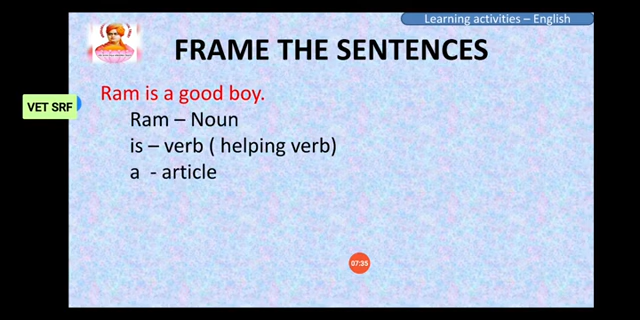 Learning activities – English
FRAME THE SENTENCES
Ram is a good boy.
VET SRF
Ram – Noun
is – verb ( helping verb)
a - article
07:35